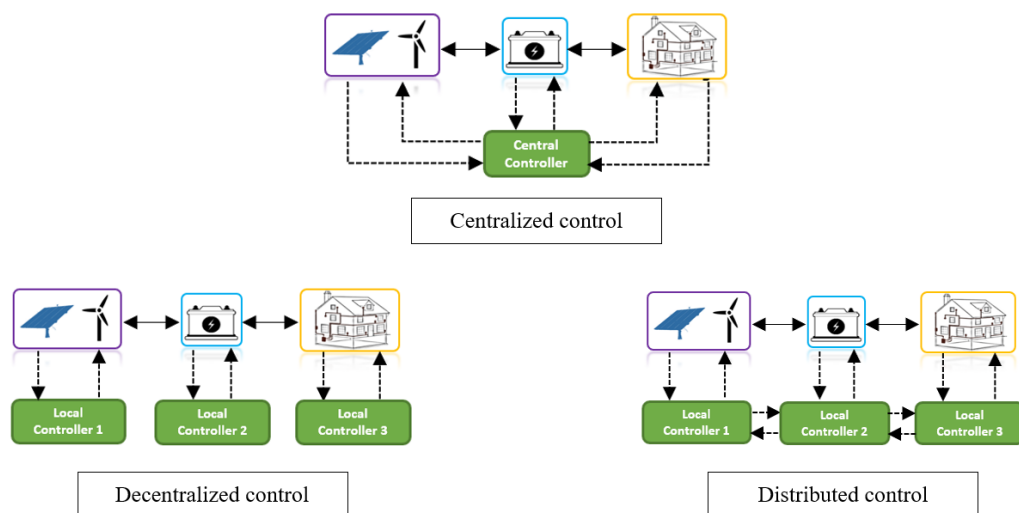 Central
Controller
Centralized control
Local
Controller 1
Local
Controller 2
Local
Controller 3
Decentralized control
Local
Controller 1
Local
Controller 2
Local
Controller 3
Distributed control